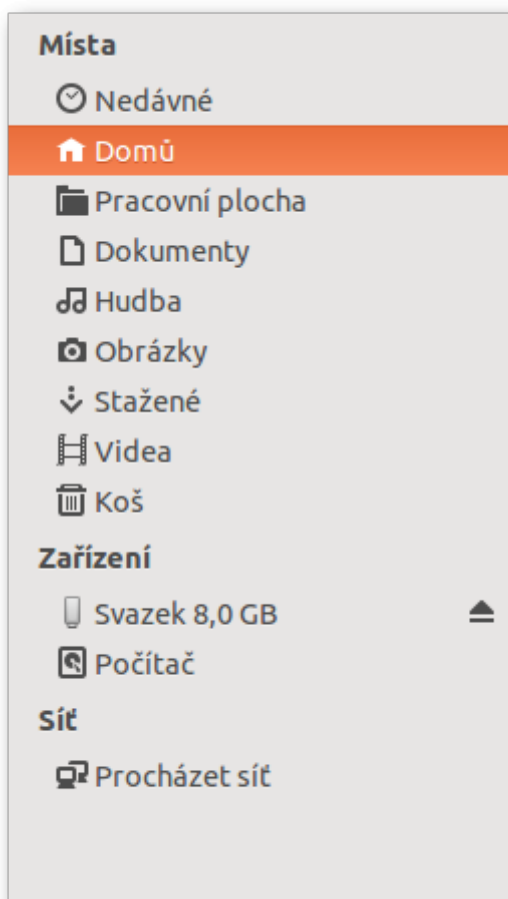 Místa
Nedávné
Domů
Pracovní plocha
Dokumenty
Hudba
Obrázky
Stažené
Videa
Koš
Zařízení
Svazek 8,0 GB
Počítač
Síť
Procházet síť